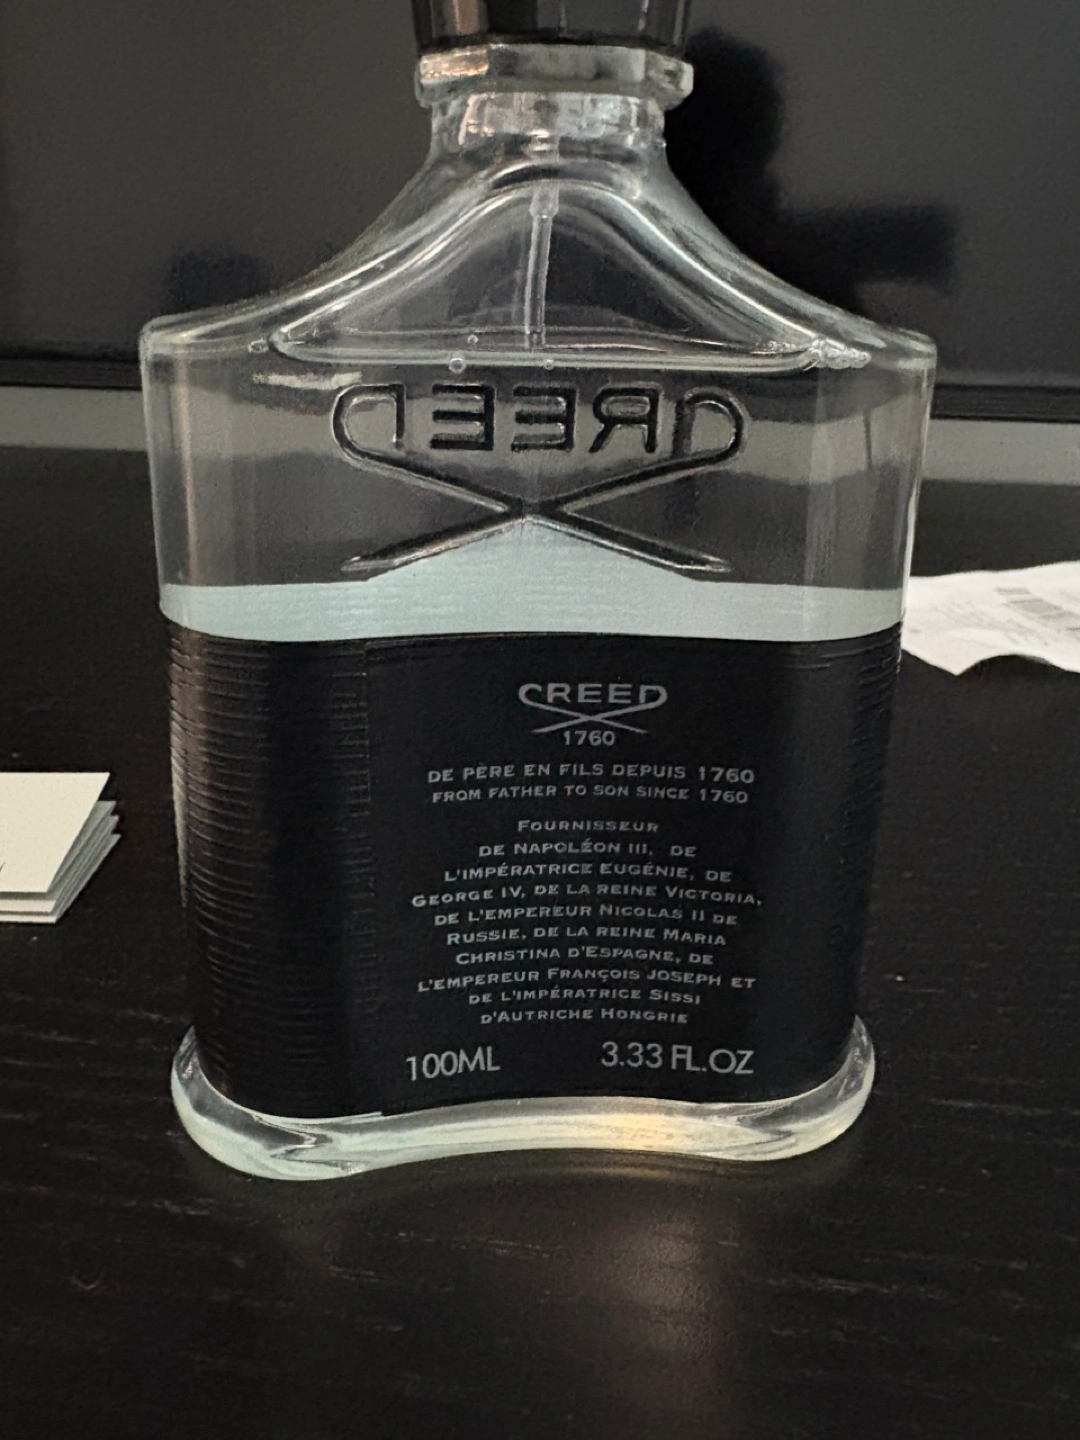 CREED
CREED
1760
DE PÈRE EN FILS DEPUIS 1760
FROM FATHER TO SON SINCE 1760
FOURNISSEUR
DE NAPOLÉON III, DE
L'IMPÉRATRICE EUGÉNIE, DE
GEORGE IV, DE LA REINE VICTORIA,
DE L'EMPEREUR NICOLAS II DE
RUSSIE, DE LA REINE MARIA
CHRISTINA D'ESPAGNE, DE
L'EMPEREUR FRANÇOIS JOSEPH ET
DE L'IMPÉRATRICE SISSI
D'AUTRICHE HONGRIE
100ML 3.33 FL.OZ